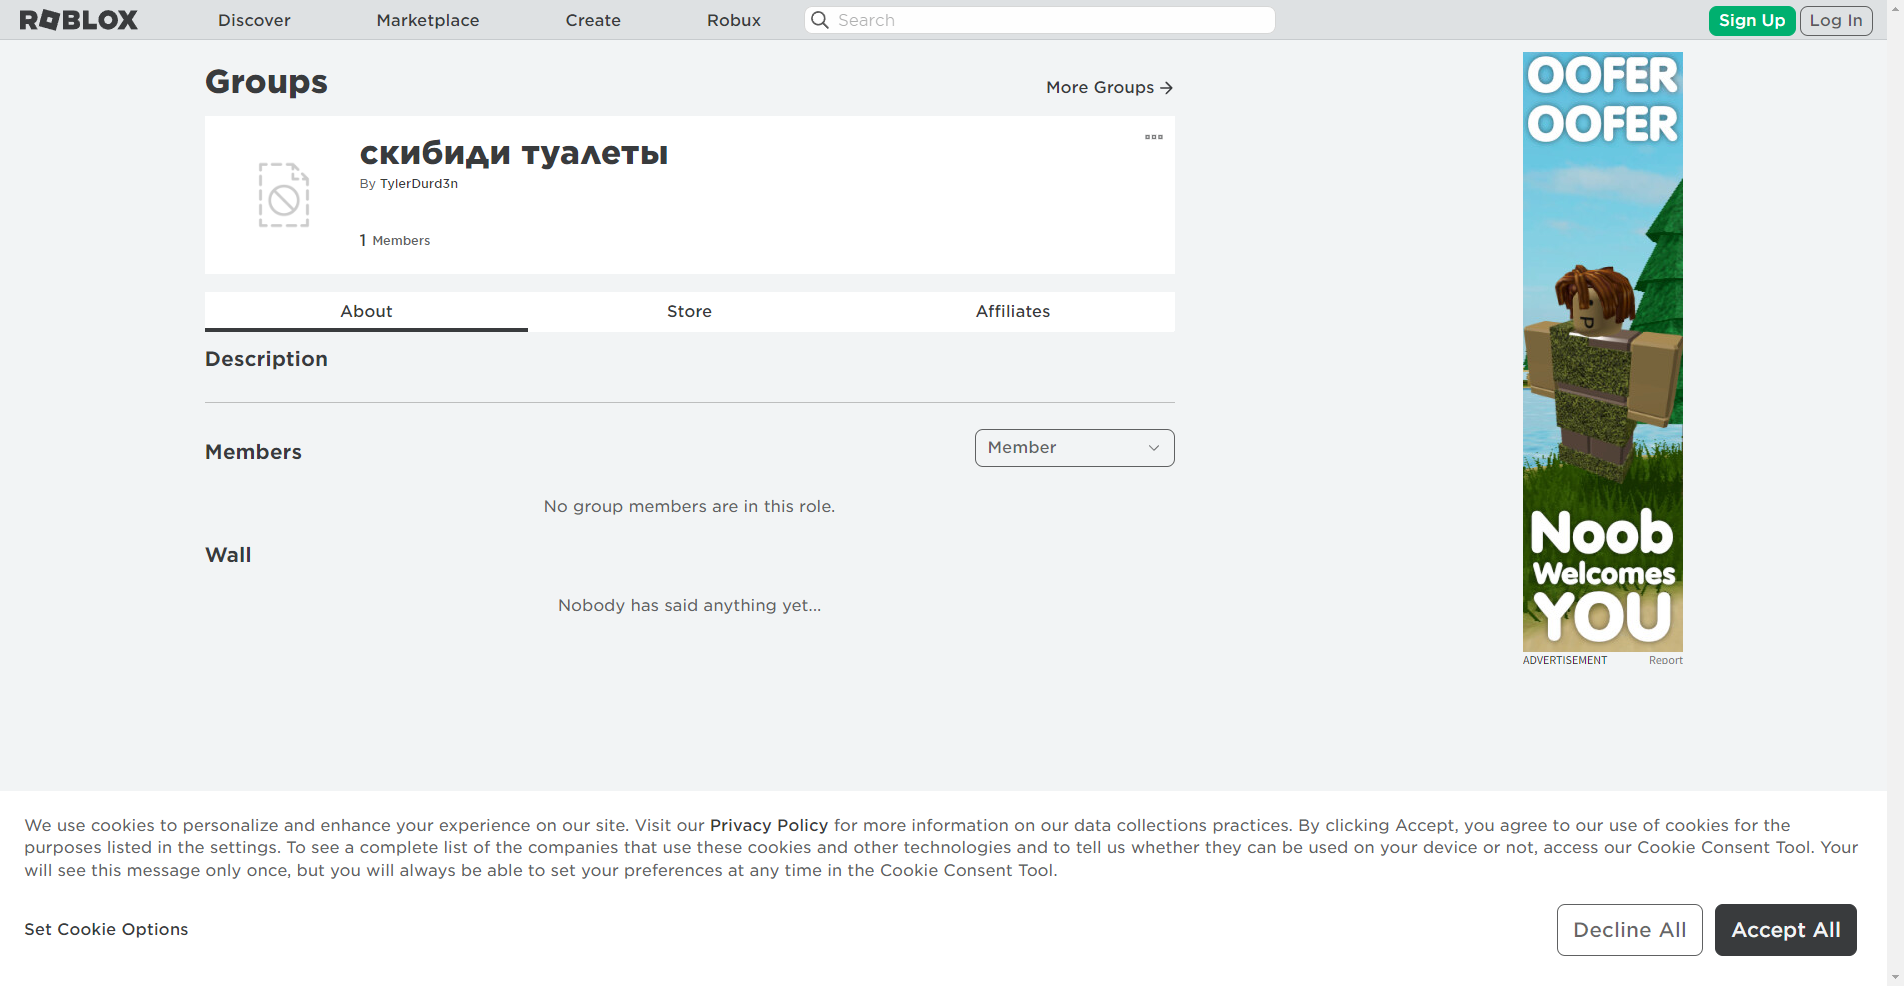 ROBLOX
Discover
Marketplace
Create
Robux
Search
Sign Up
Log In
Groups
More Groups
скибиди туалеты
By TylerDurd3n
1 Members
About
Store
Affiliates
Description
Members
Member
No group members are in this role.
Wall
Nobody has said anything yet...
OOFER
OOFER
Noob
Welcomes
YOU
ADVERTISEMENT
Report
We use cookies to personalize and enhance your experience on our site. Visit our Privacy Policy for more information on our data collections practices. By clicking Accept, you agree to our use of cookies for the
purposes listed in the settings. To see a complete list of the companies that use these cookies and other technologies and to tell us whether they can be used on your device or not, access our Cookie Consent Tool. Your
will see this message only once, but you will always be able to set your preferences at any time in the Cookie Consent Tool.
Set Cookie Options
Decline All
Accept All